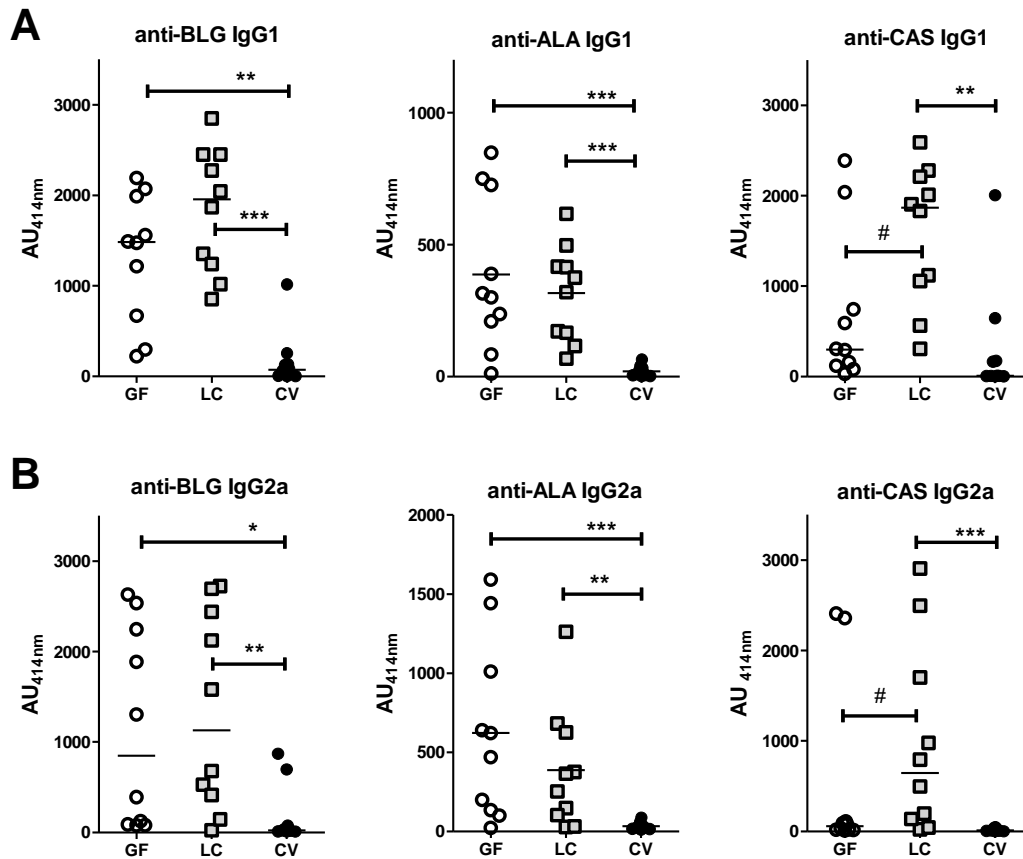 A
anti-BLG IgG1
AU414nm
3000
2000
1000
0
**
***
GF LC CV
anti-ALA IgG1
AU414nm
1000
500
0
***
***
GF LC CV
anti-CAS IgG1
AU414nm
3000
2000
1000
0
**
#
GF LC CV
B
anti-BLG IgG2a
AU414nm
3000
2000
1000
0
*
**
GF LC CV
anti-ALA IgG2a
AU414nm
2000
1500
1000
500
0
***
**
GF LC CV
anti-CAS IgG2a
AU 414nm
3000
2000
1000
0
***
#
GF LC CV